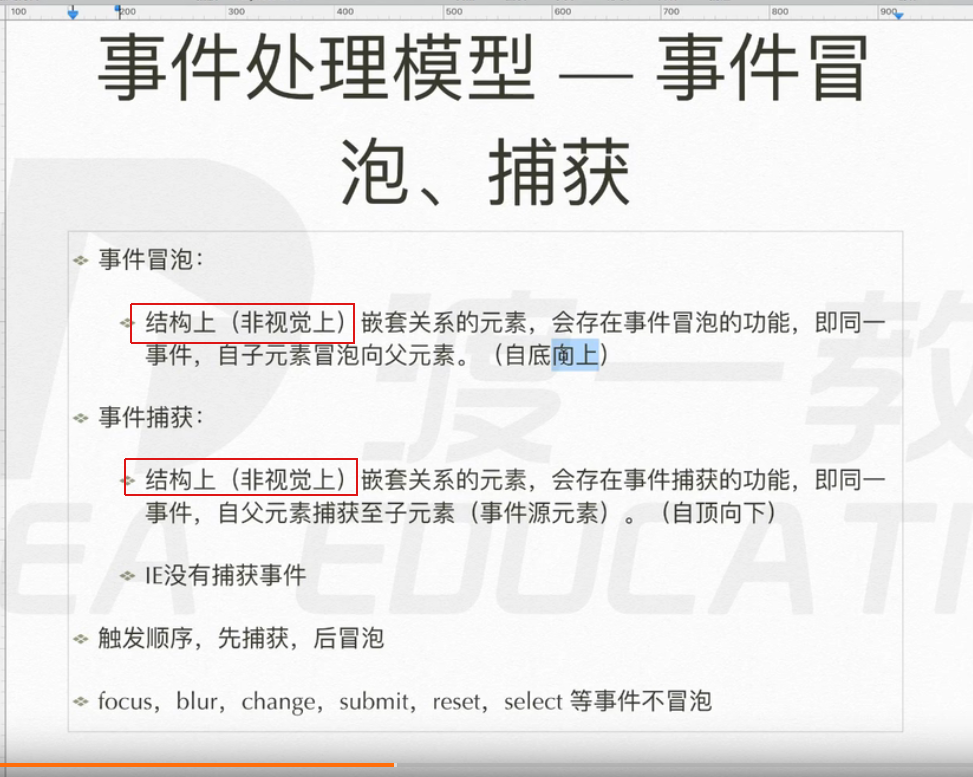 100 200 300 400 500 600 700 800 900
事件处理模型 — 事件冒
泡、捕获
事件冒泡：
结构上（非视觉上）嵌套关系的元素，会存在事件冒泡的功能，即同一
事件，自子元素冒泡向父元素。（自底向上）
事件捕获：
结构上（非视觉上）嵌套关系的元素，会存在事件捕获的功能，即同一
事件，自父元素捕获至子元素（事件源元素）。（自顶向下）
IE没有捕获事件
触发顺序，先捕获，后冒泡
focus，blur，change，submit，reset，select 等事件不冒泡
渡一教
EDUCATI